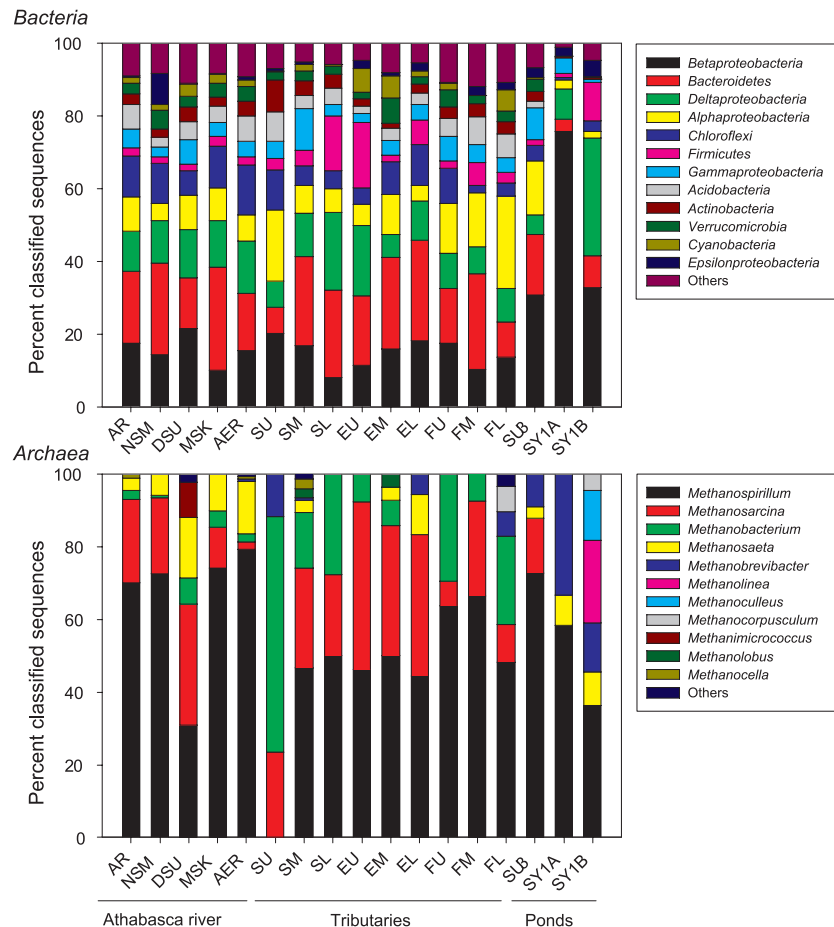 Bacteria
100
80
60
40
20
0
Percent classified sequences
AR NSM DSU MSK AER SU SM SL EU EM EL FU FM FL SU8 SY1A SY1B
Betaproteobacteria
Bacteroidetes
Deltaproteobacteria
Alphaproteobacteria
Chloroflexi
Firmicutes
Gammaproteobacteria
Acidobacteria
Actinobacteria
Verrucomicrobia
Cyanobacteria
Epsilonproteobacteria
Others
Archaea
100
80
60
40
20
0
Percent classified sequences
AR NSM DSU MSK AER SU SM SL EU EM EL FU FM FL SU8 SY1A SY1B
Athabasca river Tributaries Ponds
Methanospirillum
Methanosarcina
Methanobacterium
Methanosaeta
Methanobrevibacter
Methanolinea
Methanoculleus
Methanocorpusculum
Methanimicrococcus
Methanolobus
Methanocella
Others